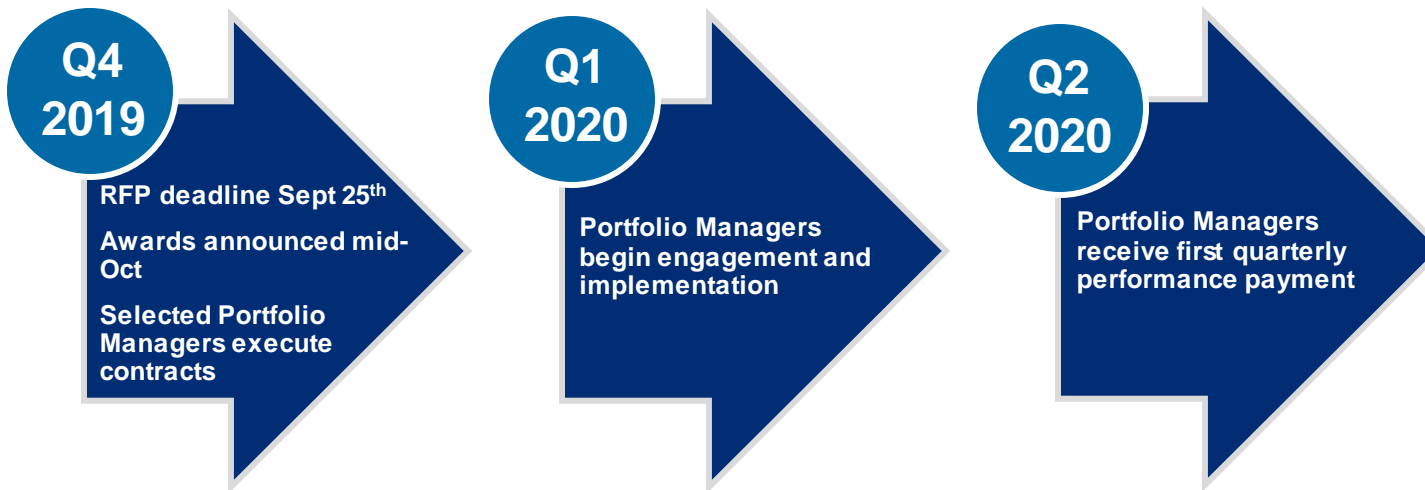 Q4
2019
RFP deadline Sept 25th
Awards announced mid-
Oct
Selected Portfolio
Managers execute
contracts
Q1
2020
Portfolio Managers
begin engagement and
implementation
Q2
2020
Portfolio Managers
receive first quarterly
performance payment